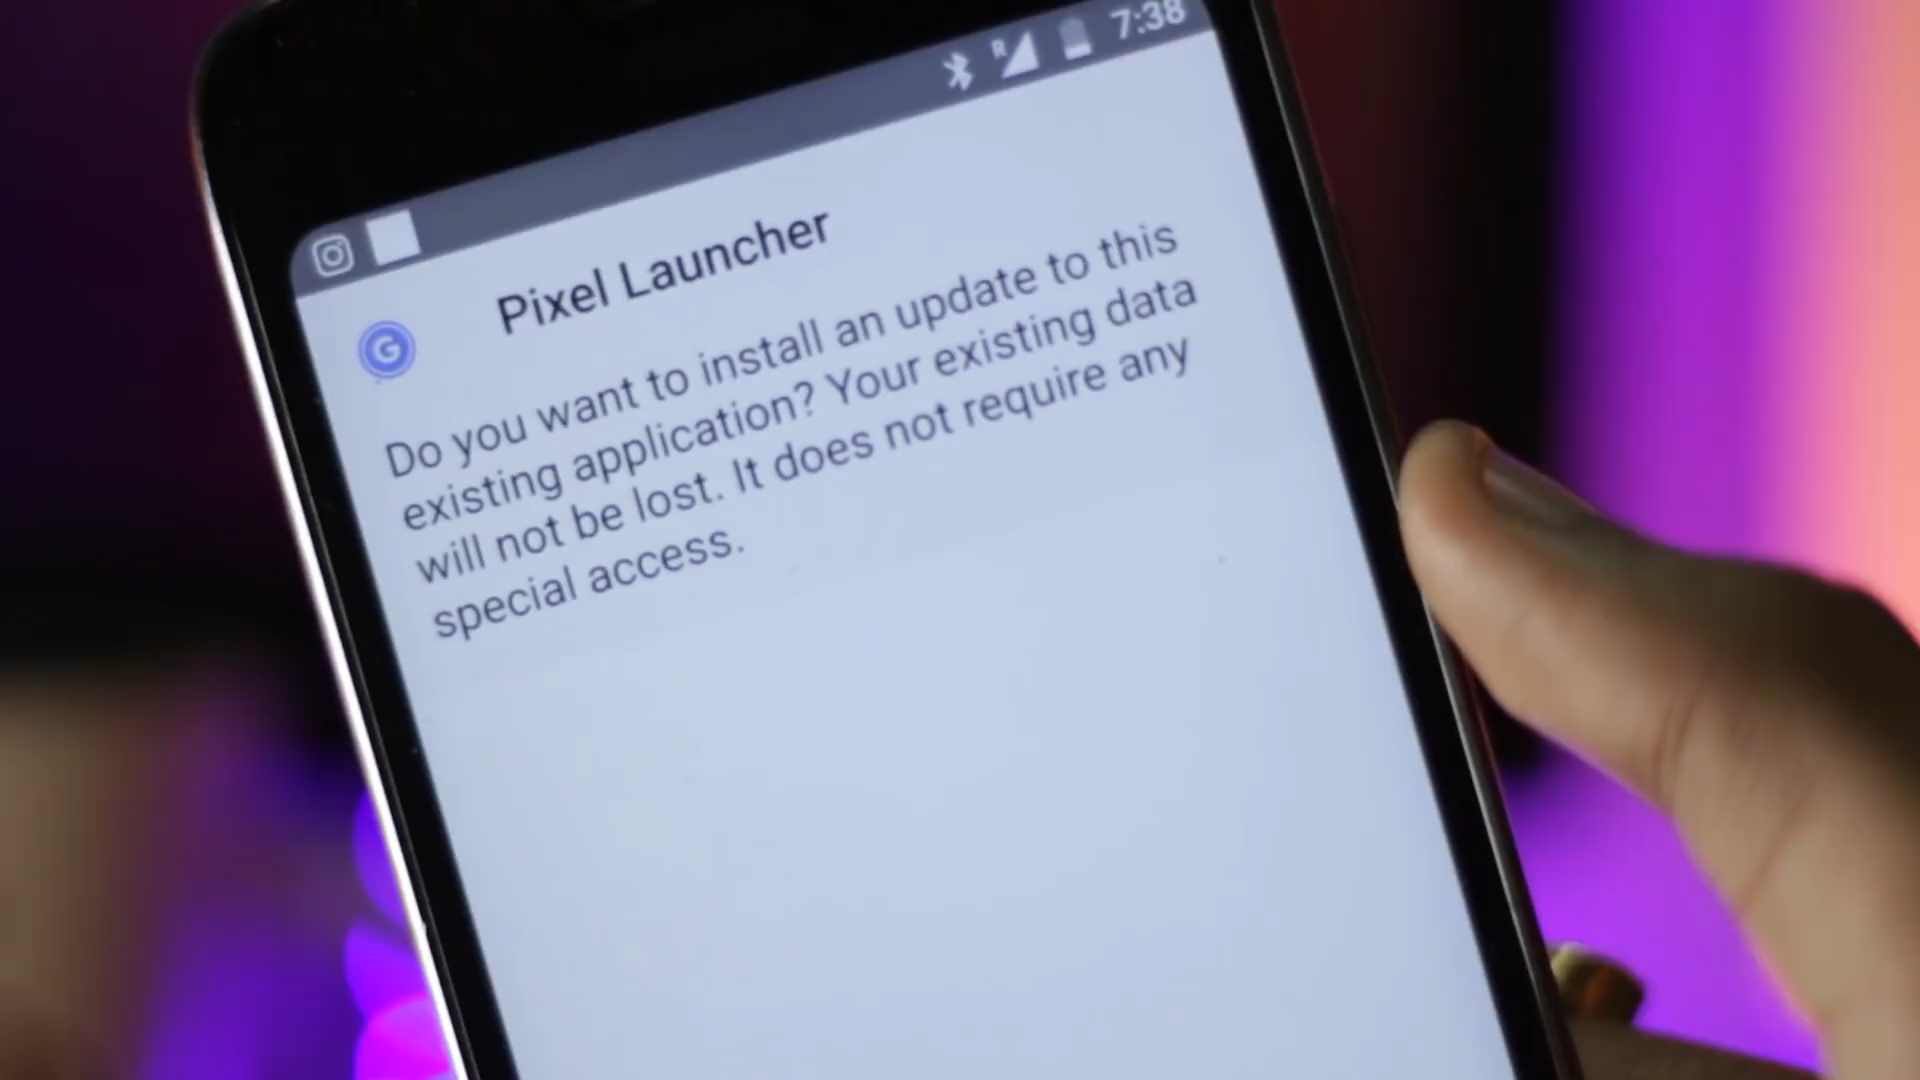 R 7:38
Pixel Launcher
G
Do you want to install an update to this
existing application? Your existing data
will not be lost. It does not require any
special access.